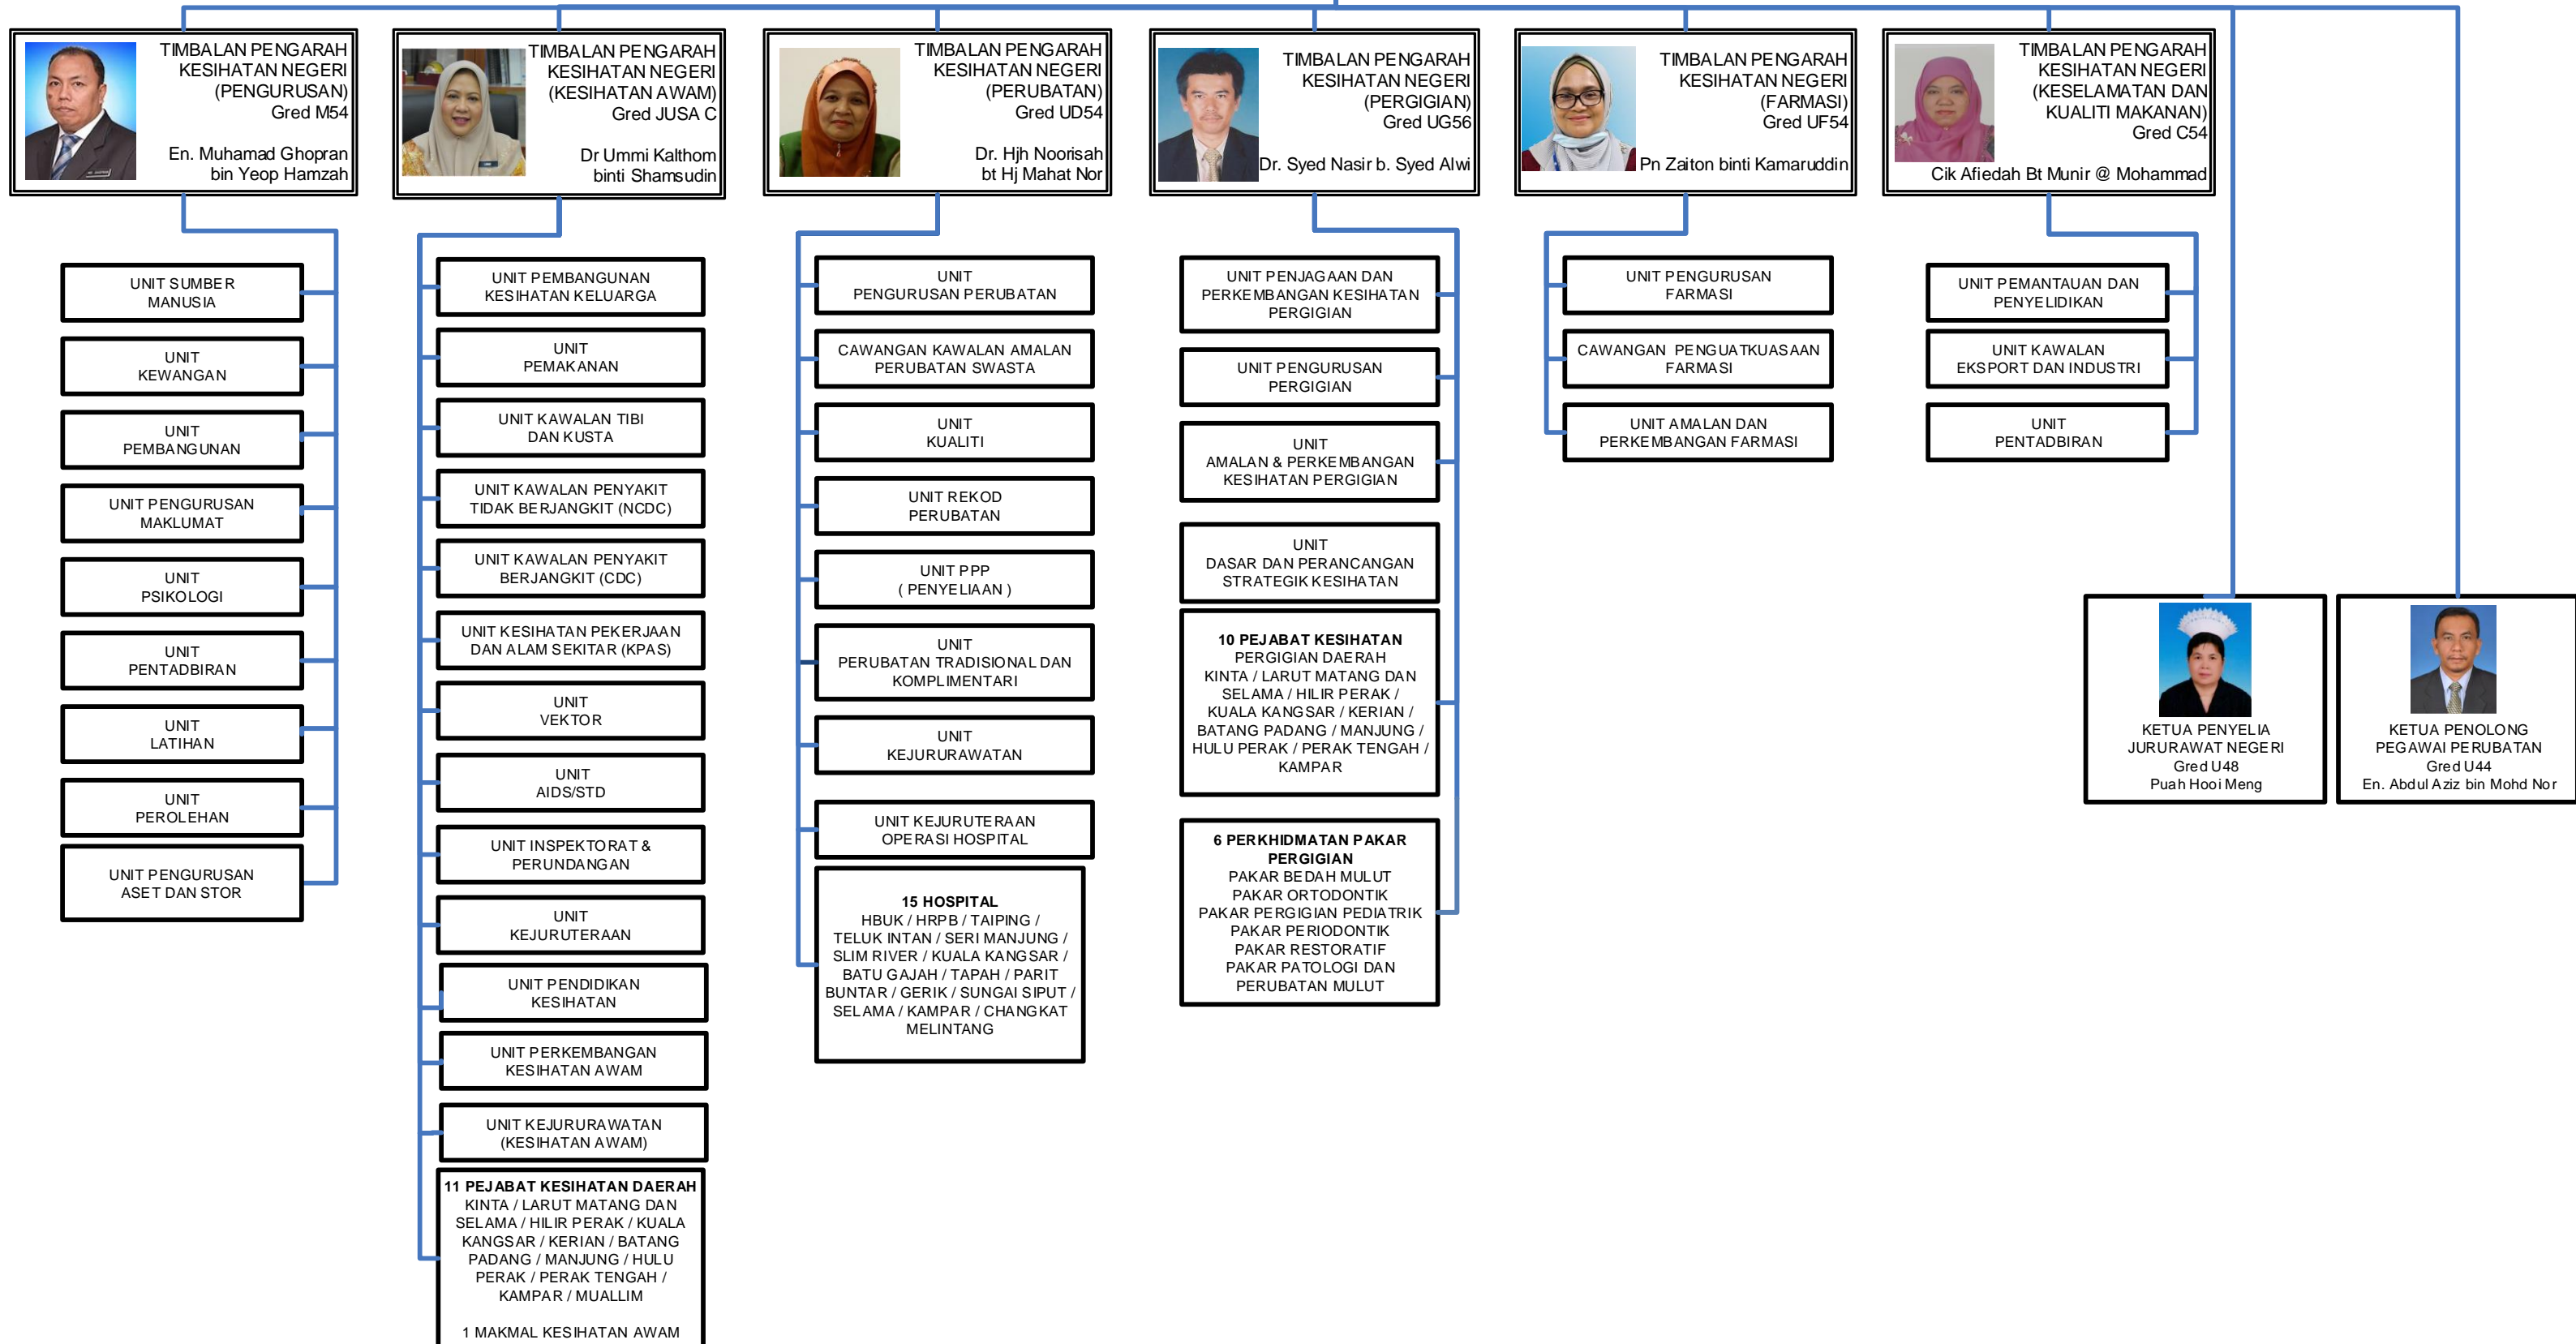 TIMBALAN PENGARAH
KESIHATAN NEGERI
(PENGURUSAN)
Gred M54
En. Muhamad Ghopran
bin Yeop Hamzah
TIMBALAN PENGARAH
KESIHATAN NEGERI
(KESIHATAN AWAM)
Gred JUSA C
Dr Ummi Kalthom
binti Shamsudin
TIMBALAN PENGARAH
KESIHATAN NEGERI
(PERUBATAN)
Gred UD54
Dr. Hjh Noorisah
bt Hj Mahat Nor
TIMBALAN PENGARAH
KESIHATAN NEGERI
(PERGIGIAN)
Gred UG56
Dr. Syed Nasir b. Syed Alwi
TIMBALAN PENGARAH
KESIHATAN NEGERI
(FARMASI)
Gred UF54
Pn Zaiton binti Kamaruddin
TIMBALAN PENGARAH
KESIHATAN NEGERI
(KESELAMATAN DAN
KUALITI MAKANAN)
Gred C54
Cik Afiedah Bt Munir @ Mohammad
UNIT SUMBER
MANUSIA
UNIT
KEWANGAN
UNIT
PEMBANGUNAN
UNIT PENGURUSAN
MAKLUMAT
UNIT
PSIKOLOGI
UNIT
PENTADBIRAN
UNIT
LATIHAN
UNIT
PEROLEHAN
UNIT PENGURUSAN
ASET DAN STOR
UNIT PEMBANGUNAN
KESIHATAN KELUARGA
UNIT
PEMAKANAN
UNIT KAWALAN TIBI
DAN KUSTA
UNIT KAWALAN PENYAKIT
TIDAK BERJANGKIT (NCDC)
UNIT KAWALAN PENYAKIT
BERJANGKIT (CDC)
UNIT KESIHATAN PEKERJAAN
DAN ALAM SEKITAR (KPAS)
UNIT
VEKTOR
UNIT
AIDS/STD
UNIT INSPEKTORAT &
PERUNDANGAN
UNIT
KEJURUTERAAN
UNIT PENDIDIKAN
KESIHATAN
UNIT PERKEMBANGAN
KESIHATAN AWAM
UNIT KEJURURAWATAN
(KESIHATAN AWAM)
11 PEJABAT KESIHATAN DAERAH
KINTA / LARUT MATANG DAN
SELAMA / HILIR PERAK / KUALA
KANGSAR / KERIAN / BATANG
PADANG / MANJUNG / HULU
PERAK / PERAK TENGAH /
KAMPAR / MUALLIM
1 MAKMAL KESIHATAN AWAM
UNIT
PENGURUSAN PERUBATAN
CAWANGAN KAWALAN AMALAN
PERUBATAN SWASTA
UNIT
KUALITI
UNIT REKOD
PERUBATAN
UNIT PPP
( PENYELIAAN )
UNIT
PERUBATAN TRADISIONAL DAN
KOMPLIMENTARI
UNIT
KEJURURAWATAN
UNIT KEJURUTERAAN
OPERASI HOSPITAL
15 HOSPITAL
HBUK / HRPB / TAIPING /
TELUK INTAN / SERI MANJUNG /
SLIM RIVER / KUALA KANGSAR /
BATU GAJAH / TAPAH / PARIT
BUNTAR / GERIK / SUNGAI SIPUT /
SELAMA / KAMPAR / CHANGKAT
MELINTANG
UNIT PENJAGAAN DAN
PERKEMBANGAN KESIHATAN
PERGIGIAN
UNIT PENGURUSAN
PERGIGIAN
UNIT
AMALAN & PERKEMBANGAN
KESIHATAN PERGIGIAN
UNIT
DASAR DAN PERANCANGAN
STRATEGIK KESIHATAN
10 PEJABAT KESIHATAN
PERGIGIAN DAERAH
KINTA / LARUT MATANG DAN
SELAMA / HILIR PERAK /
KUALA KANGSAR / KERIAN /
BATANG PADANG / MANJUNG /
HULU PERAK / PERAK TENGAH /
KAMPAR
6 PERKHIDMATAN PAKAR
PERGIGIAN
PAKAR BEDAH MULUT
PAKAR ORTODONTIK
PAKAR PERGIGIAN PEDIATRIK
PAKAR PERIODONTIK
PAKAR RESTORATIF
PAKAR PATOLOGI DAN
PERUBATAN MULUT
UNIT PENGURUSAN
FARMASI
CAWANGAN PENGUATKUASAAN
FARMASI
UNIT AMALAN DAN
PERKEMBANGAN FARMASI
UNIT PEMANTAUAN DAN
PENYELIDIKAN
UNIT KAWALAN
EKSPORT DAN INDUSTRI
UNIT
PENTADBIRAN
KETUA PENYELIA
JURURAWAT NEGERI
Gred U48
Puah Hooi Meng
KETUA PENOLONG
PEGAWAI PERUBATAN
Gred U44
En. Abdul Aziz bin Mohd Nor